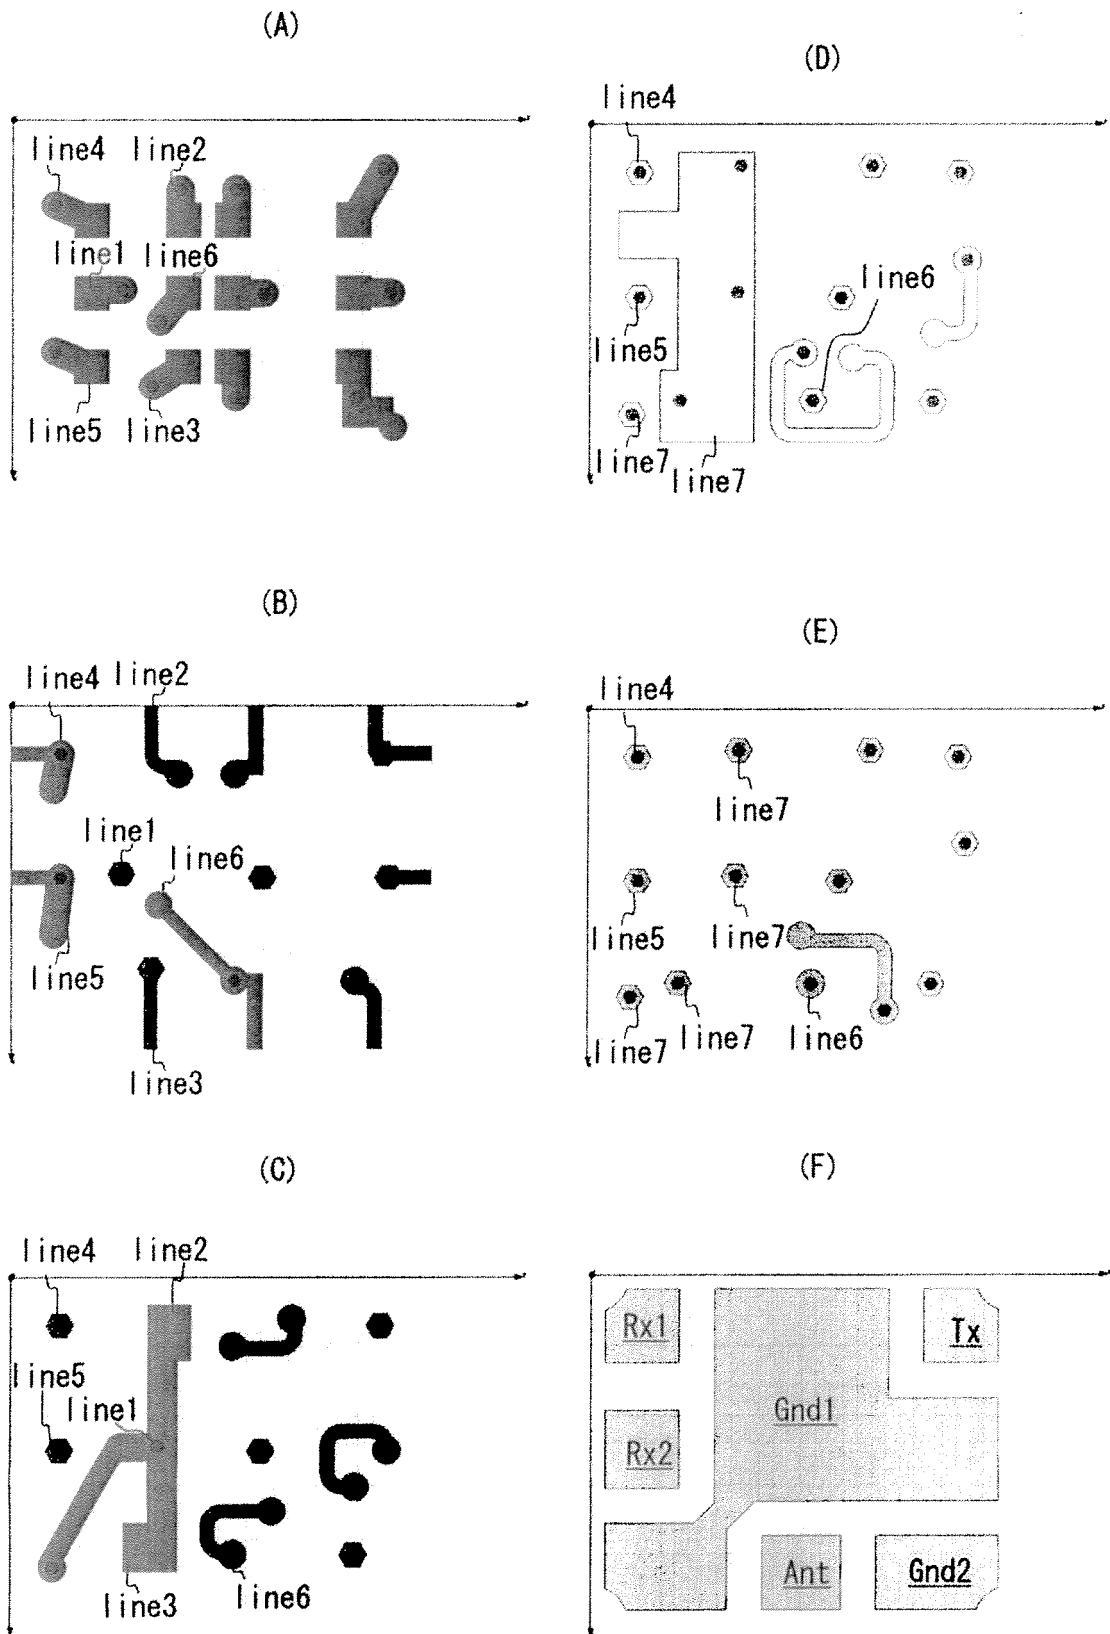 (A)
line4 line2
line1 line6
line5 line3
(B)
line4 line2
line1
line6
line5
line3
(C)
line4 line2
line5
line1
line3 line6
(D)
line4
line6
line5
line7
line7
(E)
line4
line7
line5 line7
line7 line7 line6
(F)
Rx1 Tx
Gnd1
Rx2
Ant Gnd2